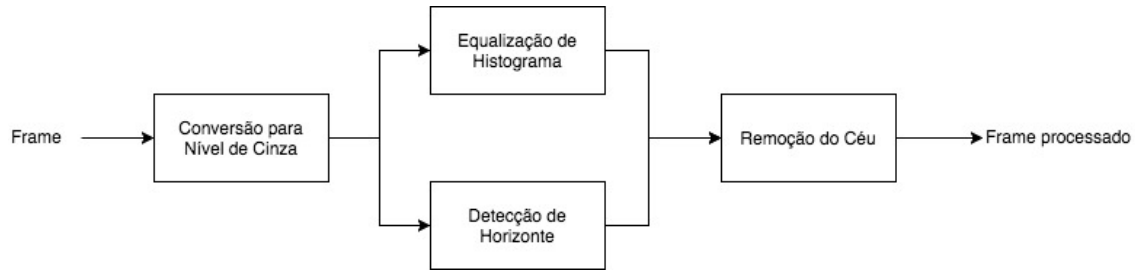 Frame
Conversão para
Nível de Cinza
Equalização de
Histograma
Detecção de
Horizonte
Remoção do Céu
Frame processado